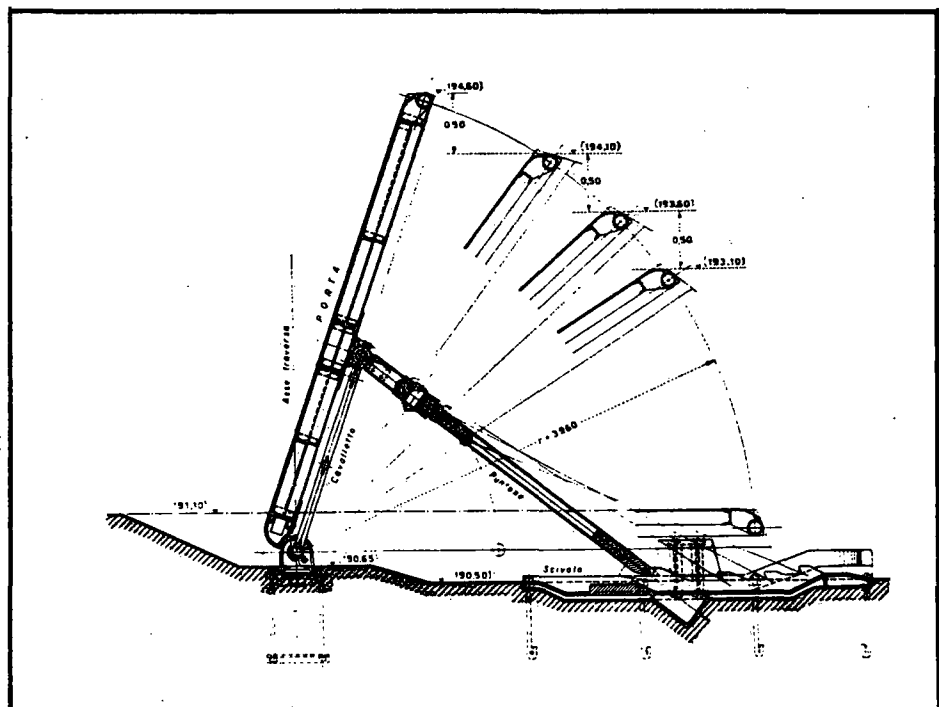 (194,60)
0,50
(194,10)
0,50
(193,60)
0,50
(193,10)
PORTA
Asse traversa
Cavalletto
Puntone
r = 3960
191,10
190,65
(190,50)
Scivolo